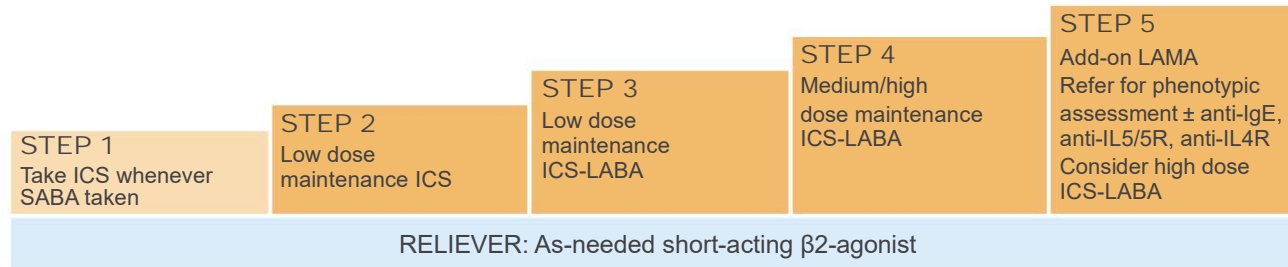 STEP 1
Take ICS whenever
SABA taken
STEP 2
Low dose
maintenance ICS
STEP 3
Low dose
maintenance
ICS-LABA
STEP 4
Medium/high
dose maintenance
ICS-LABA
STEP 5
Add-on LAMA
Refer for phenotypic
assessment ± anti-IgE,
anti-IL5/5R, anti-IL4R
Consider high dose
ICS-LABA
RELIEVER: As-needed short-acting β2-agonist